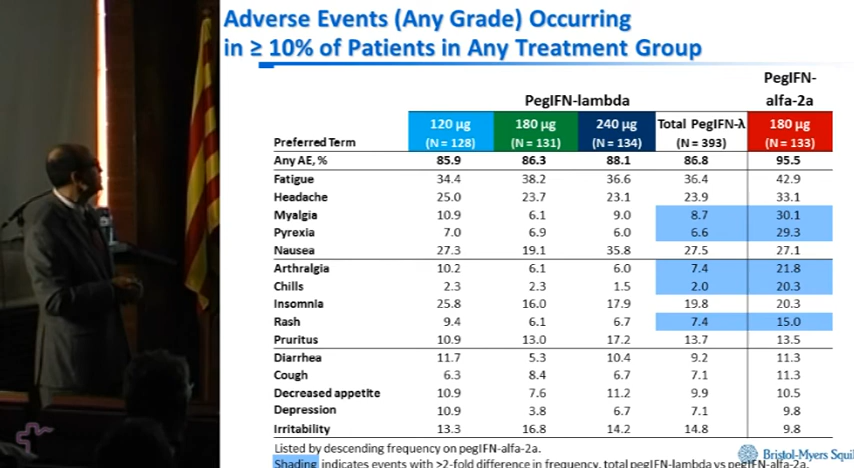 Adverse Events (Any Grade) Occurring
in ≥ 10% of Patients in Any Treatment Group
PegIFN-lambda PegIFN-alfa-2a
Preferred Term 120 µg (N = 128) 180 µg (N = 131) 240 µg (N = 134) Total PegIFN-λ (N = 393) 180 µg (N = 133)
Any AE, % 85.9 86.3 88.1 86.8 95.5
Fatigue 34.4 38.2 36.6 36.4 42.9
Headache 25.0 23.7 23.1 23.9 33.1
Myalgia 10.9 6.1 9.0 8.7 30.1
Pyrexia 7.0 6.9 6.0 6.6 29.3
Nausea 27.3 19.1 35.8 27.5 27.1
Arthralgia 10.2 6.1 6.0 7.4 21.8
Chills 2.3 2.3 1.5 2.0 20.3
Insomnia 25.8 16.0 17.9 19.8 20.3
Rash 9.4 6.1 6.7 7.4 15.0
Pruritus 10.9 13.0 17.2 13.7 13.5
Diarrhea 11.7 5.3 10.4 9.2 11.3
Cough 6.3 8.4 6.7 7.1 11.3
Decreased appetite 10.9 7.6 11.2 9.9 10.5
Depression 10.9 3.8 6.7 7.1 9.8
Irritability 13.3 16.8 14.2 14.8 9.8
Listed by descending frequency on pegIFN-alfa-2a.
Shading indicates events with >2-fold difference in frequency, total pegIFN-lambda vs pegIFN-alfa-2a.
Bristol-Myers Squi